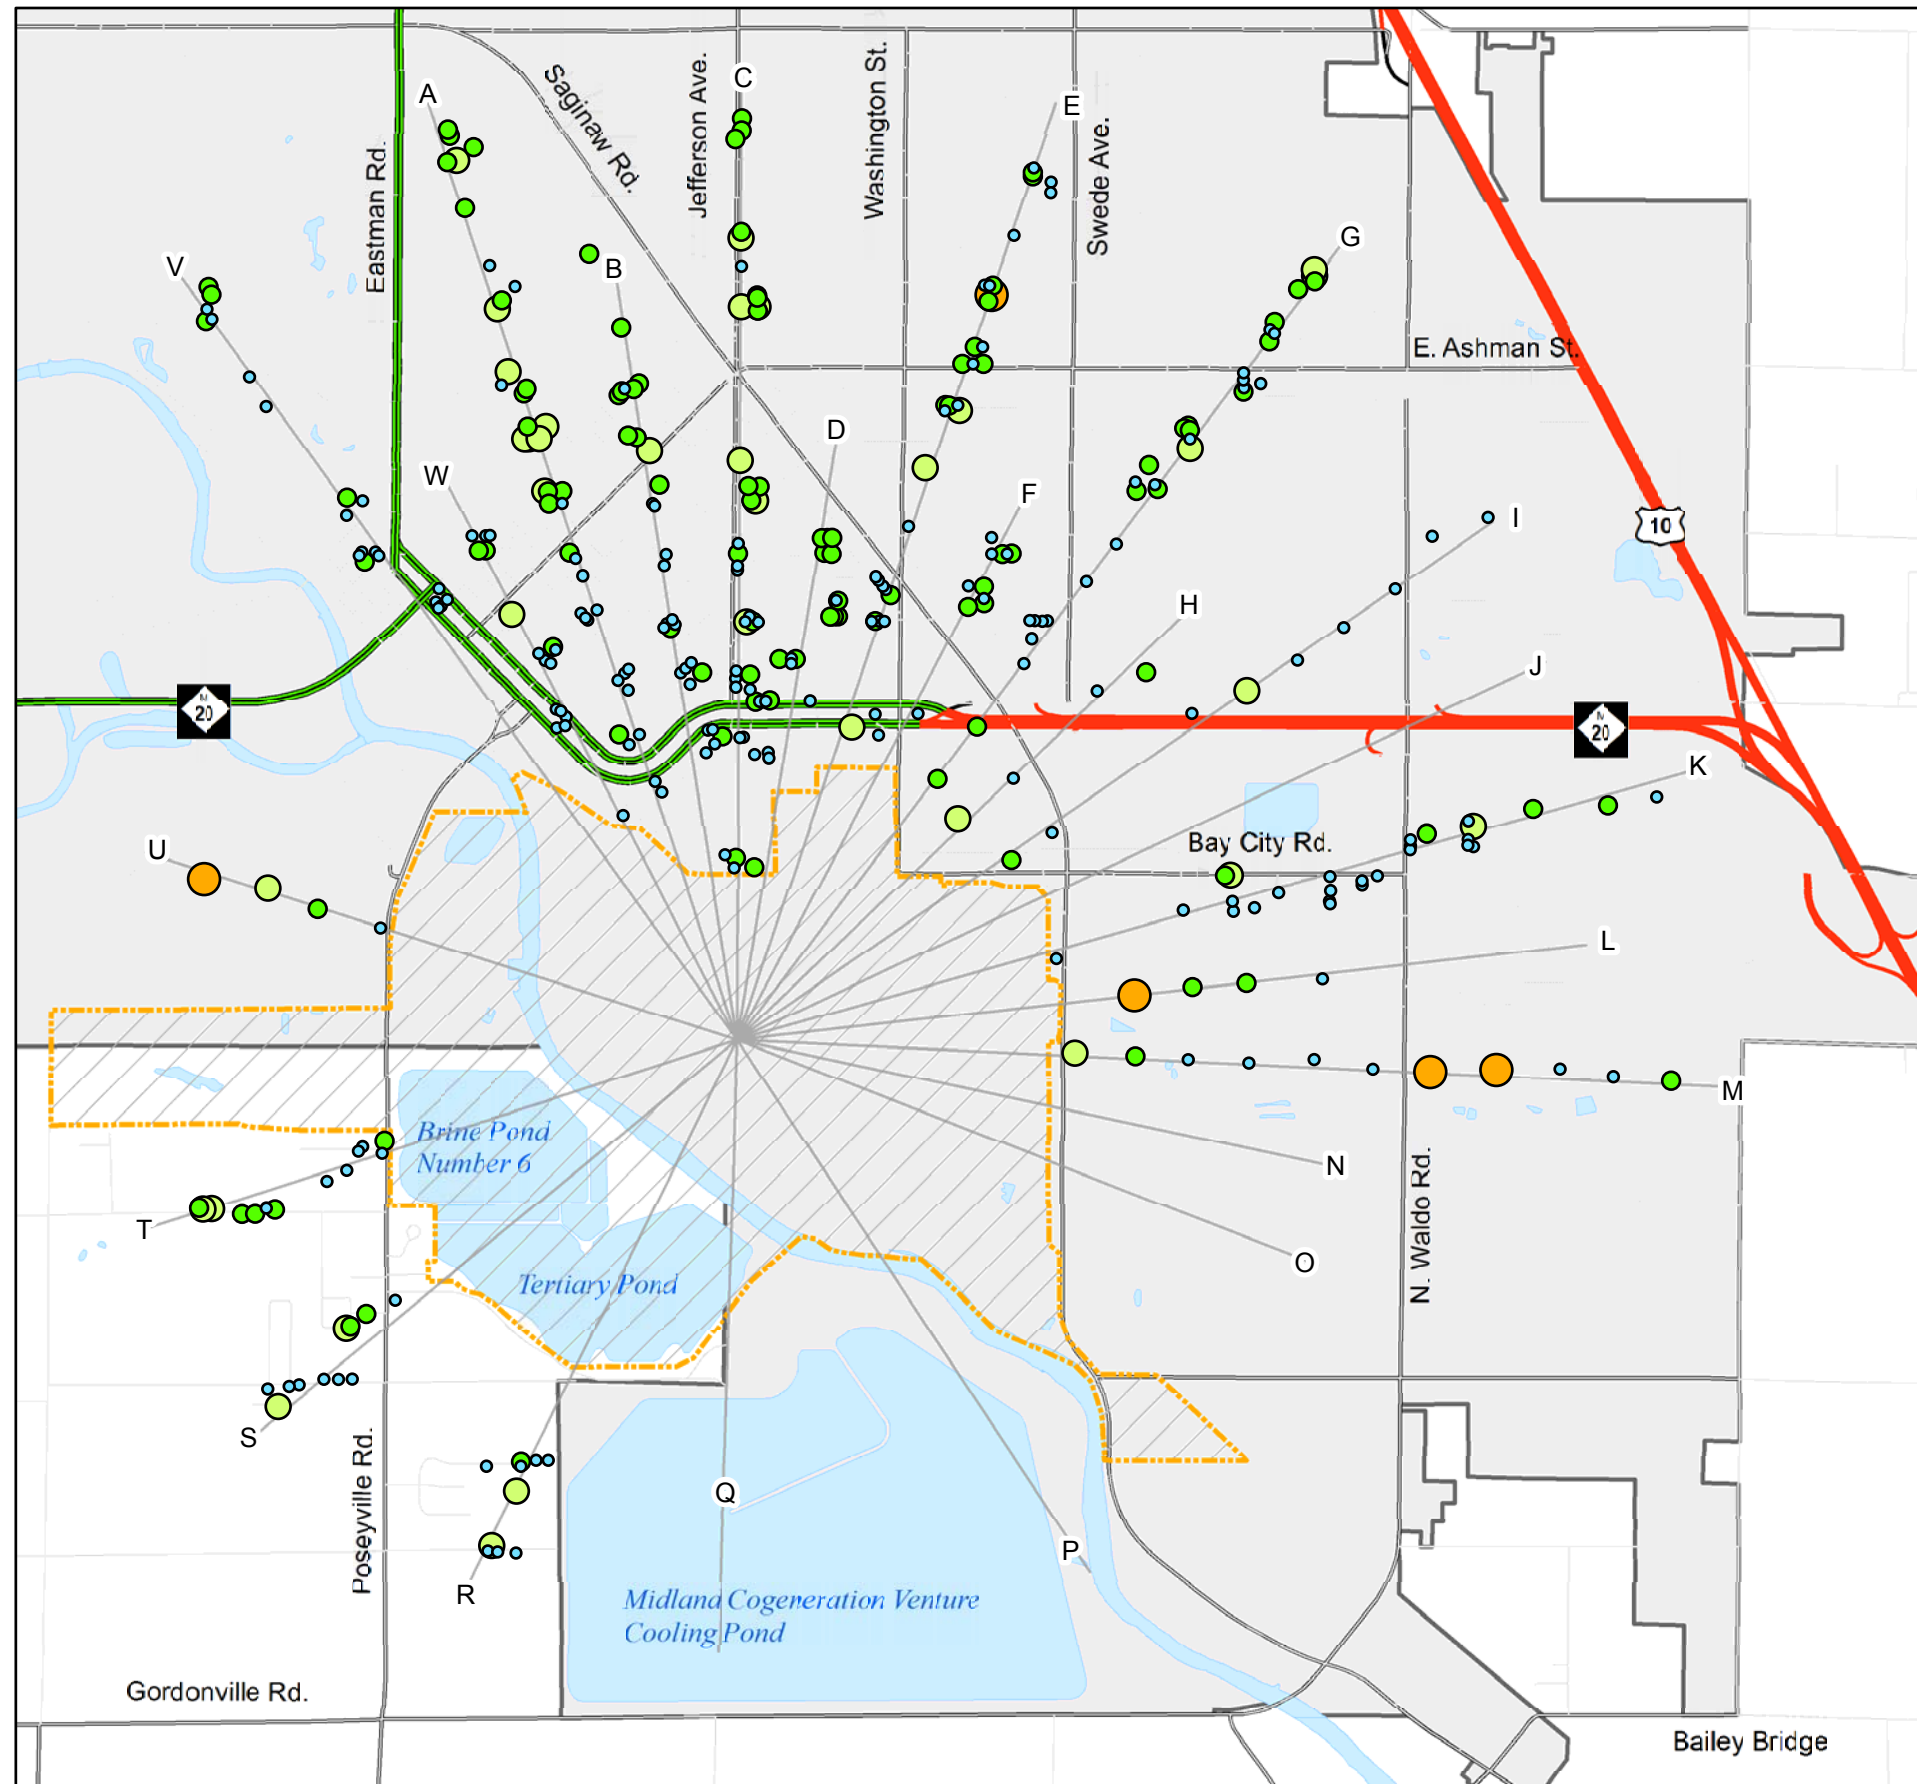 A
C
E
Saginaw Rd.
Jefferson Ave.
Washington St.
Swede Ave.
Eastman Rd.
G
V
B
E. Ashman St.
D
W
F
I
10
H
J
N
20
N
20
K
Bay City Rd.
U
L
M
Brine Pond
Number 6
N
T
O
Tertiary Pond
N. Waldo Rd.
S
Poseyville Rd.
Q
P
R
Midland Cogeneration Venture
Cooling Pond
Gordonville Rd.
Bailey Bridge